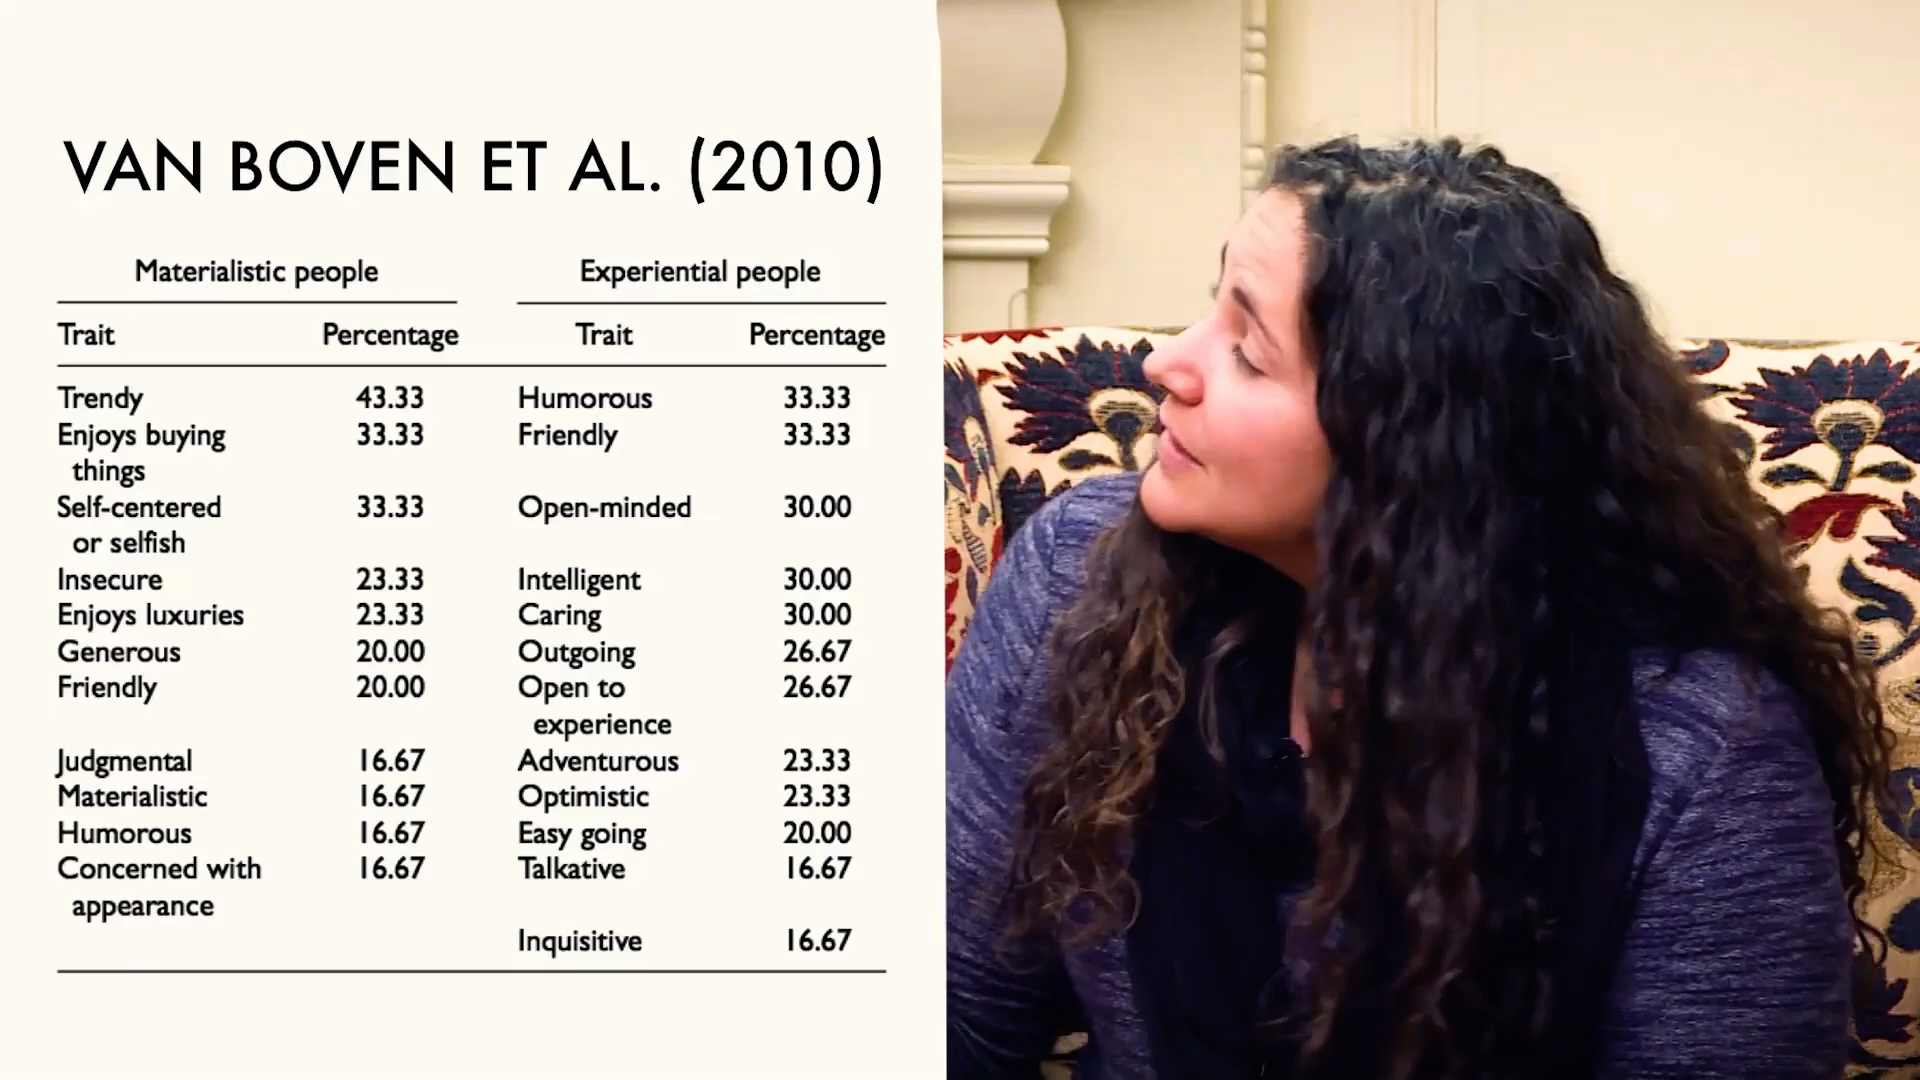 VAN BOVEN ET AL. (2010)
Materialistic people Experiential people
Trait Percentage Trait Percentage
Trendy 43.33 Humorous 33.33
Enjoys buying 33.33 Friendly 33.33
things
Self-centered 33.33 Open-minded 30.00
or selfish
Insecure 23.33 Intelligent 30.00
Enjoys luxuries 23.33 Caring 30.00
Generous 20.00 Outgoing 26.67
Friendly 20.00 Open to 26.67
experience
Judgmental 16.67 Adventurous 23.33
Materialistic 16.67 Optimistic 23.33
Humorous 16.67 Easy going 20.00
Concerned with 16.67 Talkative 16.67
appearance
Inquisitive 16.67